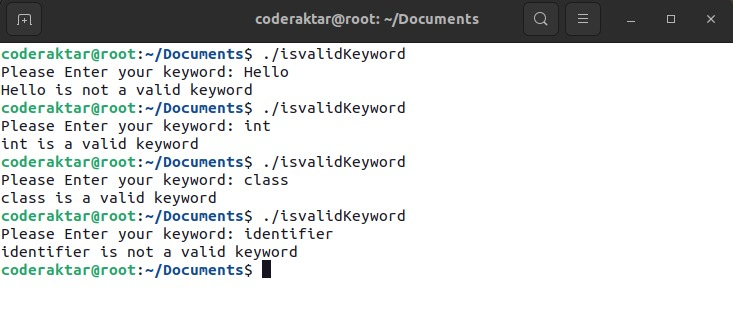 coderaktar@root: ~/Documents
coderaktar@root:~/Documents$ ./isvalidKeyword
Please Enter your keyword: Hello
Hello is not a valid keyword
coderaktar@root:~/Documents$ ./isvalidKeyword
Please Enter your keyword: int
int is a valid keyword
coderaktar@root:~/Documents$ ./isvalidKeyword
Please Enter your keyword: class
class is a valid keyword
coderaktar@root:~/Documents$ ./isvalidKeyword
Please Enter your keyword: identifier
identifier is not a valid keyword
coderaktar@root:~/Documents$